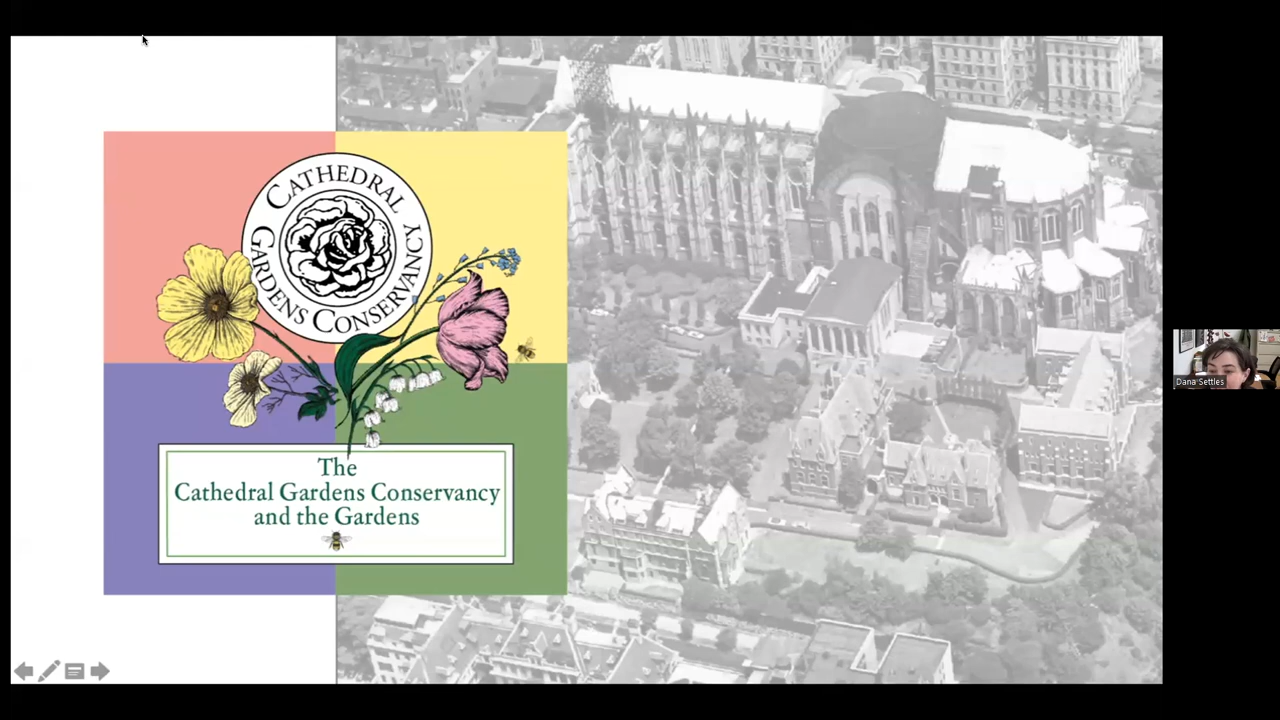 CATHEDRAL
GARDENS CONSERVANCY
The
Cathedral Gardens Conservancy
and the Gardens
Dana Settles